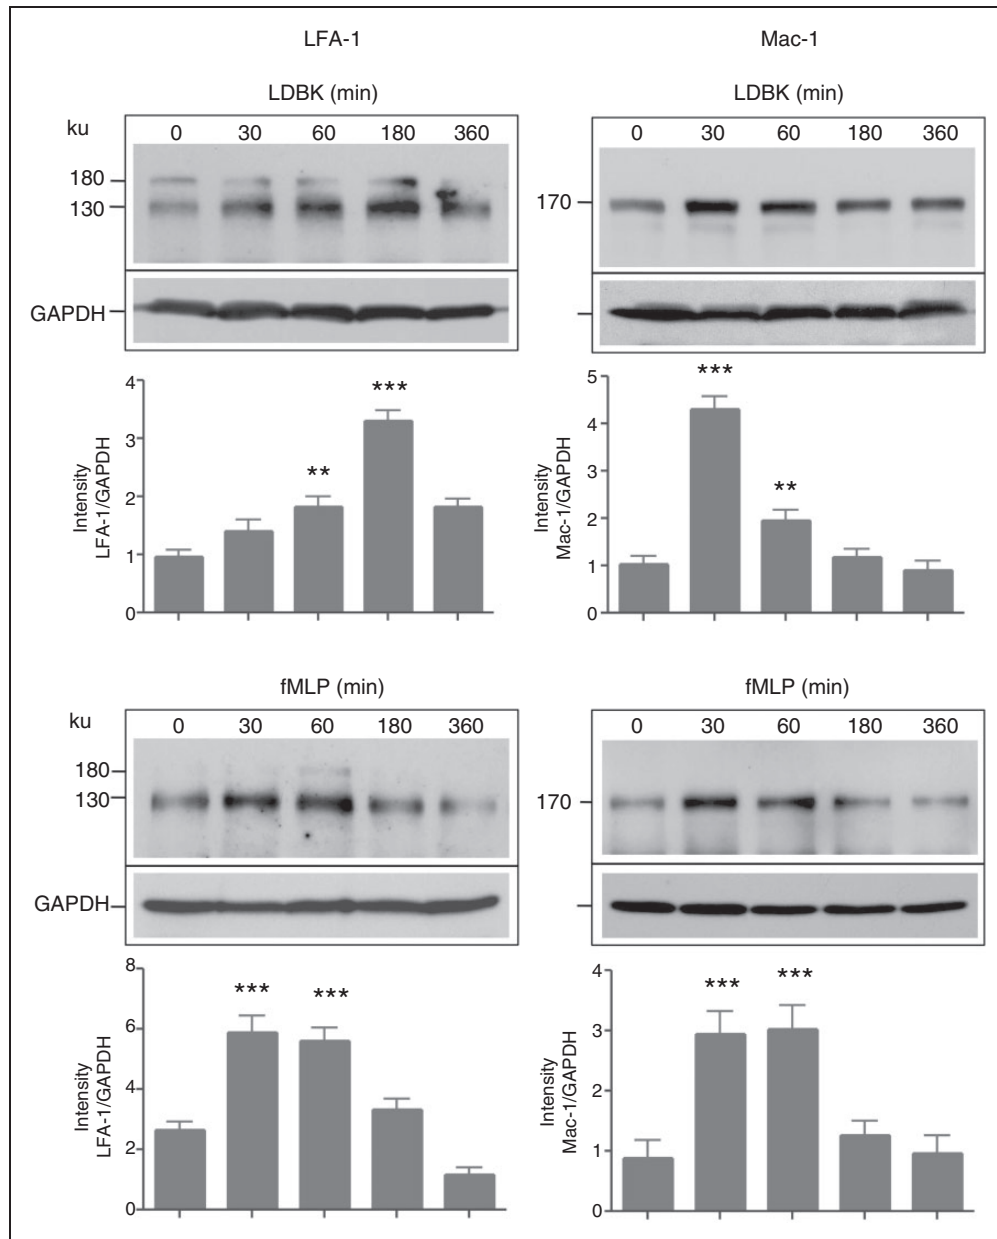 LFA-1
LDBK (min)
ku 0 30 60 180 360
180
130
GAPDH
4
3
2
1
0
Intensity
LFA-1/GAPDH
**
***
Mac-1
LDBK (min)
0 30 60 180 360
170
5
4
3
2
1
0
Intensity
Mac-1/GAPDH
***
**
fMLP (min)
ku 0 30 60 180 360
180
130
GAPDH
8
6
4
2
0
Intensity
LFA-1/GAPDH
*** ***
fMLP (min)
0 30 60 180 360
170
4
3
2
1
0
Intensity
Mac-1/GAPDH
*** ***